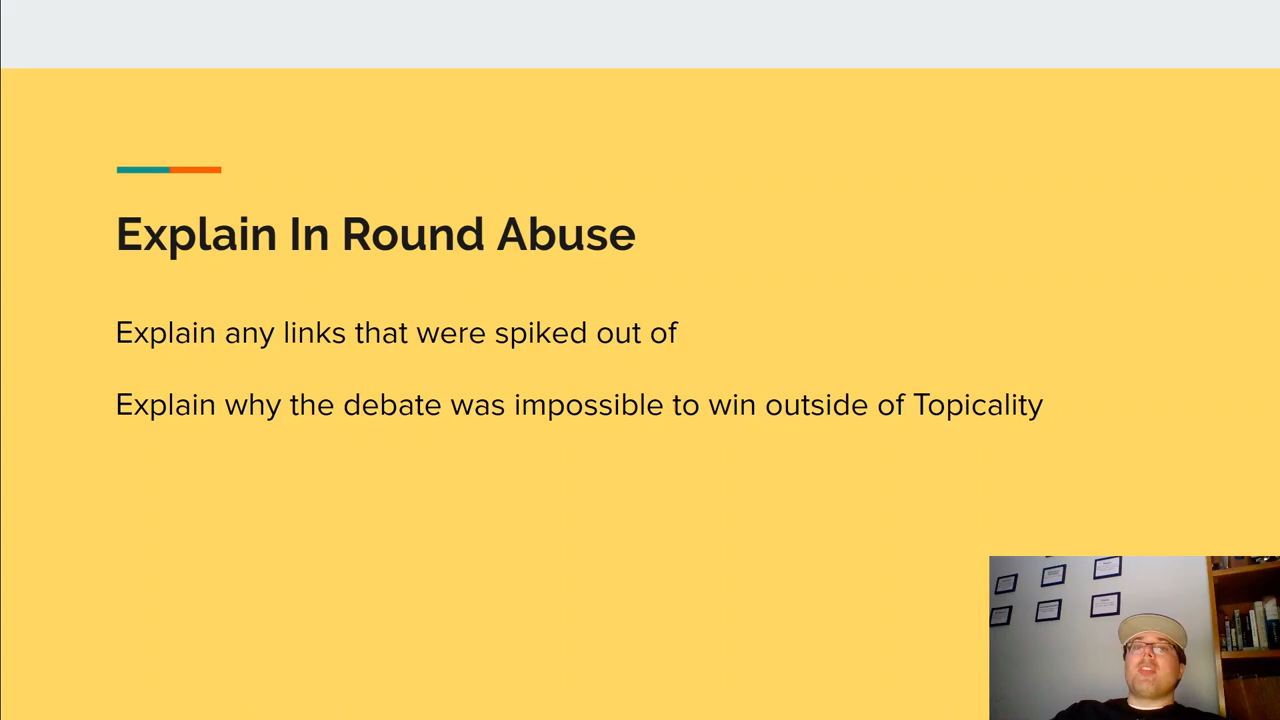 Explain In Round Abuse
Explain any links that were spiked out of
Explain why the debate was impossible to win outside of Topicality